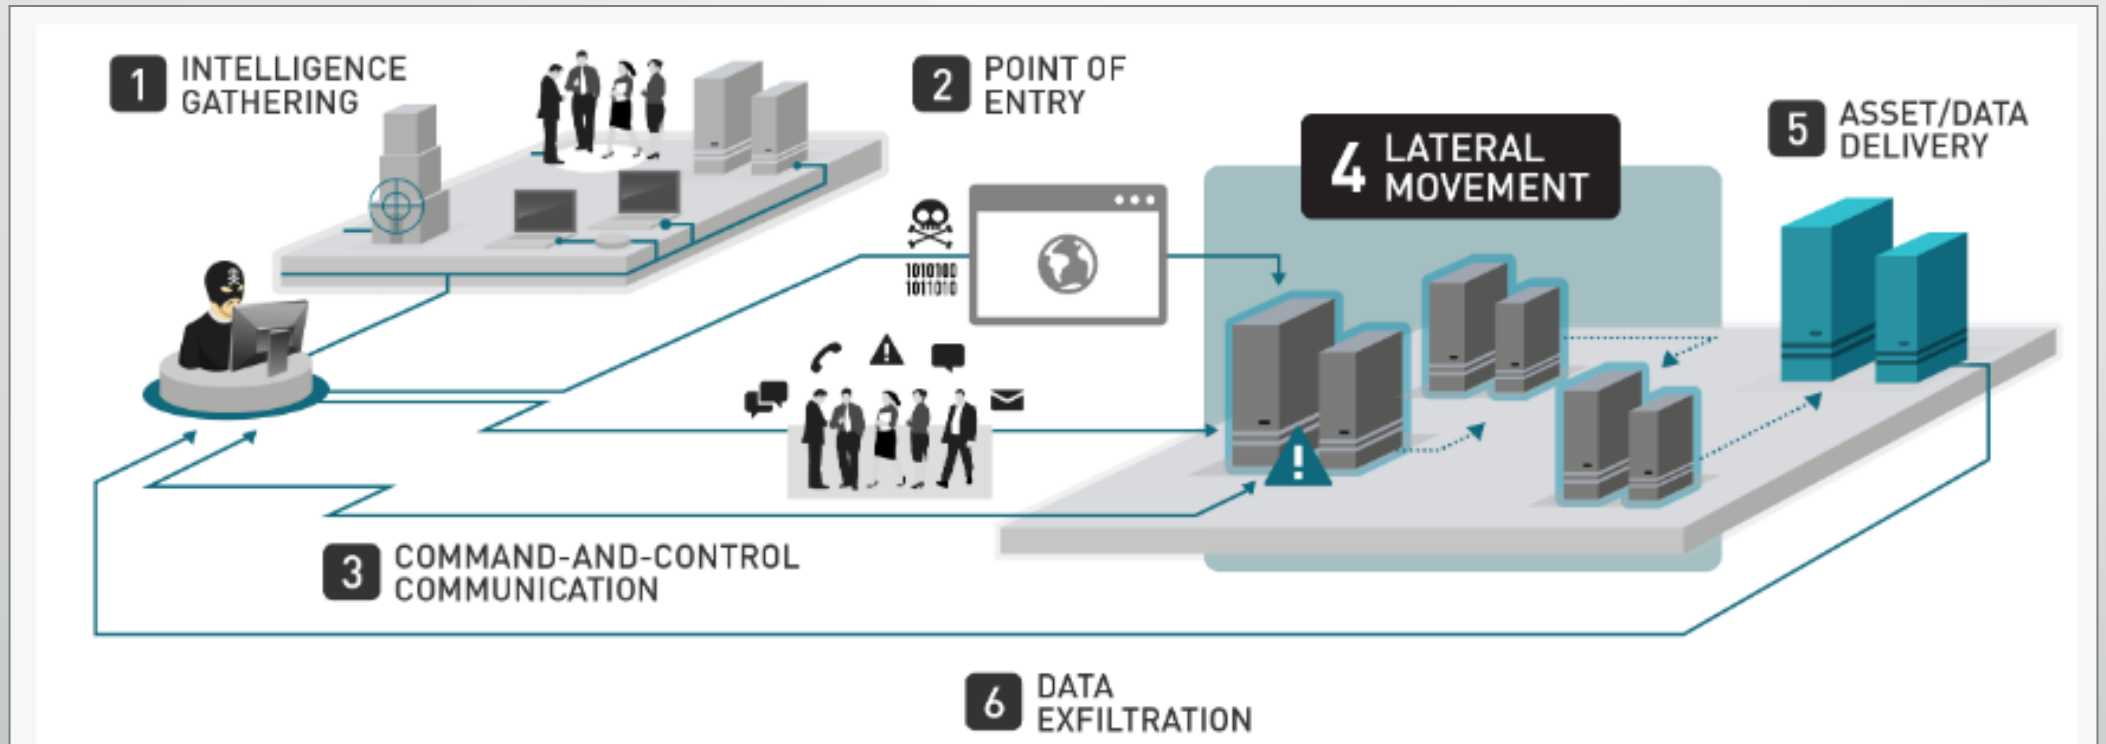 1 INTELLIGENCE
GATHERING
2 POINT OF
ENTRY
1010100
1011010
3 COMMAND-AND-CONTROL
COMMUNICATION
4 LATERAL
MOVEMENT
5 ASSET/DATA
DELIVERY
6 DATA
EXFILTRATION